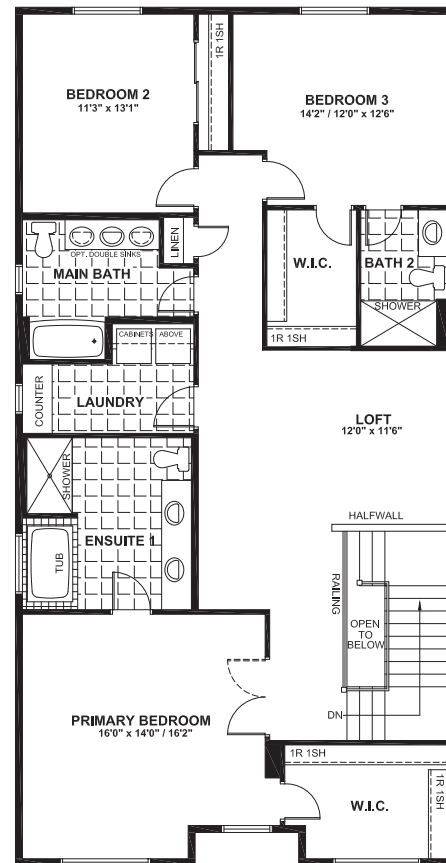 1R 1SH
BEDROOM 2
11'3" x 13'1"
BEDROOM 3
14'2" / 12'0" x 12'6"
LINEN
OPT. DOUBLE SINKS
MAIN BATH
W.I.C.
BATH 2
SHOWER
1R 1SH
CABINETS
ABOVE
COUNTER
LAUNDRY
LOFT
12'0" x 11'6"
SHOWER
ENSUITE 1
TUB
HALFWALL
RAILING
OPEN
TO
BELOW
DN
PRIMARY BEDROOM
16'0" x 14'0" / 16'2"
1R 1SH
1R 1SH
W.I.C.